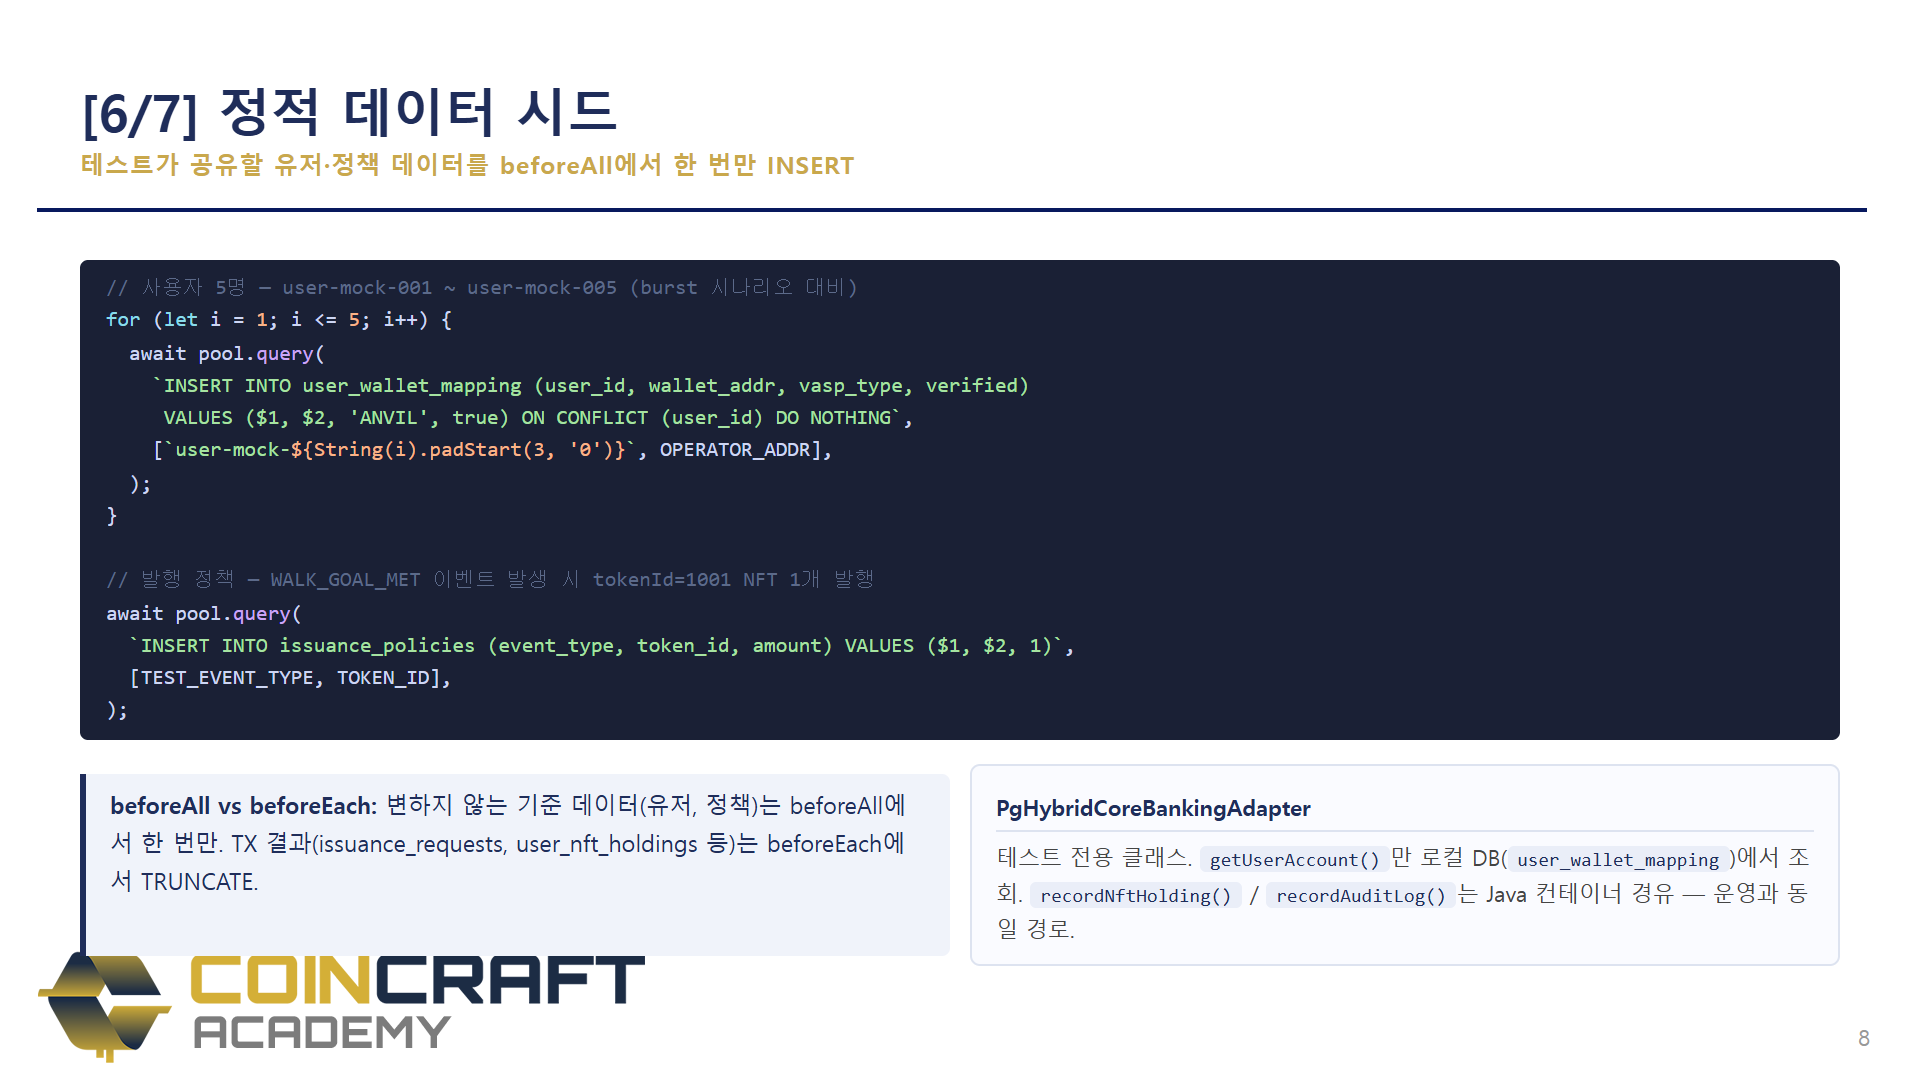 [6/7] 정적 데이터 시드
테스트가 공유할 유저·정책 데이터를 beforeAll에서 한 번만 INSERT
// 사용자 5명 — user-mock-001 ~ user-mock-005 (burst 시나리오 대비)
for (let i = 1; i <= 5; i++) {
  await pool.query(
    `INSERT INTO user_wallet_mapping (user_id, wallet_addr, vasp_type, verified)
     VALUES ($1, $2, 'ANVIL', true) ON CONFLICT (user_id) DO NOTHING`,
    [`user-mock-${String(i).padStart(3, '0')}`, OPERATOR_ADDR],
  );
}
// 발행 정책 — WALK_GOAL_MET 이벤트 발생 시 tokenId=1001 NFT 1개 발행
await pool.query(
  `INSERT INTO issuance_policies (event_type, token_id, amount) VALUES ($1, $2, 1)`,
  [TEST_EVENT_TYPE, TOKEN_ID],
);
beforeAll vs beforeEach: 변하지 않는 기준 데이터(유저, 정책)는 beforeAll에
서 한 번만. TX 결과(issuance_requests, user_nft_holdings 등)는 beforeEach에
서 TRUNCATE.
PgHybridCoreBankingAdapter
테스트 전용 클래스. getUserAccount()만 로컬 DB(user_wallet_mapping)에서 조
회. recordNftHolding() / recordAuditLog()는 Java 컨테이너 경유 — 운영과 동
일 경로.
COINCRAFT
ACADEMY
8